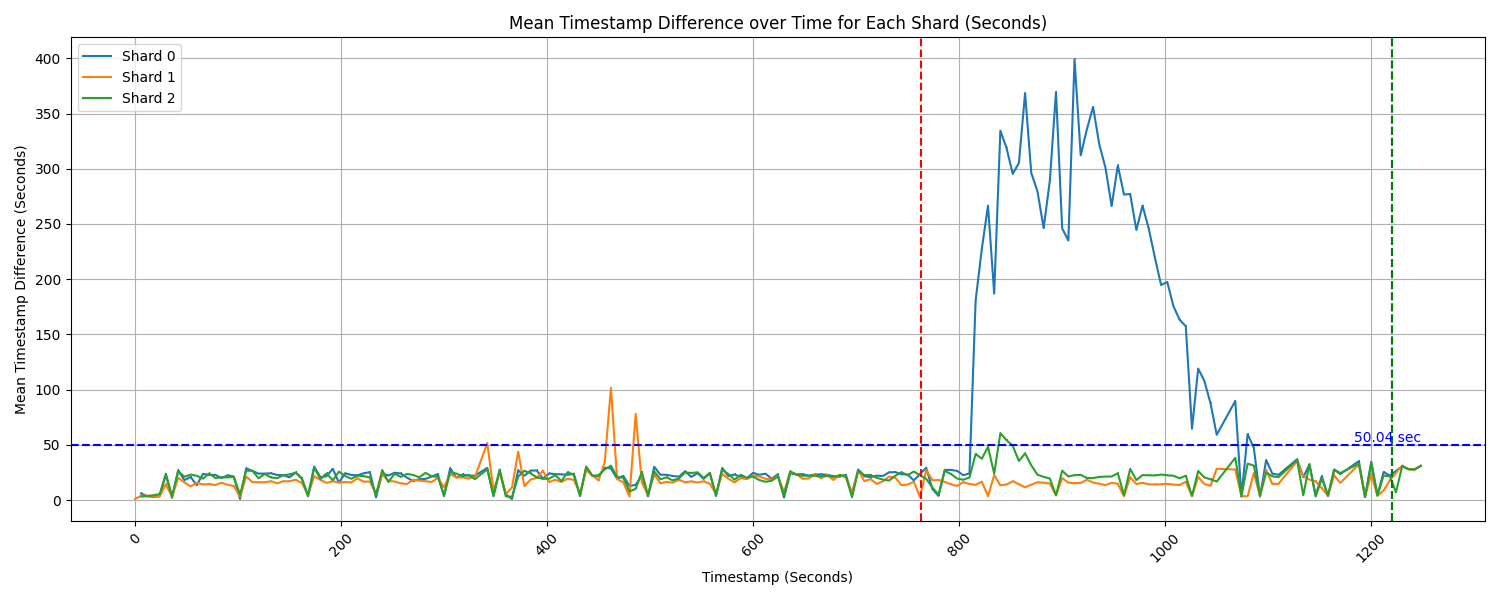 Mean Timestamp Difference over Time for Each Shard (Seconds)
Shard 0
Shard 1
Shard 2
Mean Timestamp Difference (Seconds)
400
350
300
250
200
150
100
50
0
50.04 sec
0
200
400
600
800
1000
1200
Timestamp (Seconds)